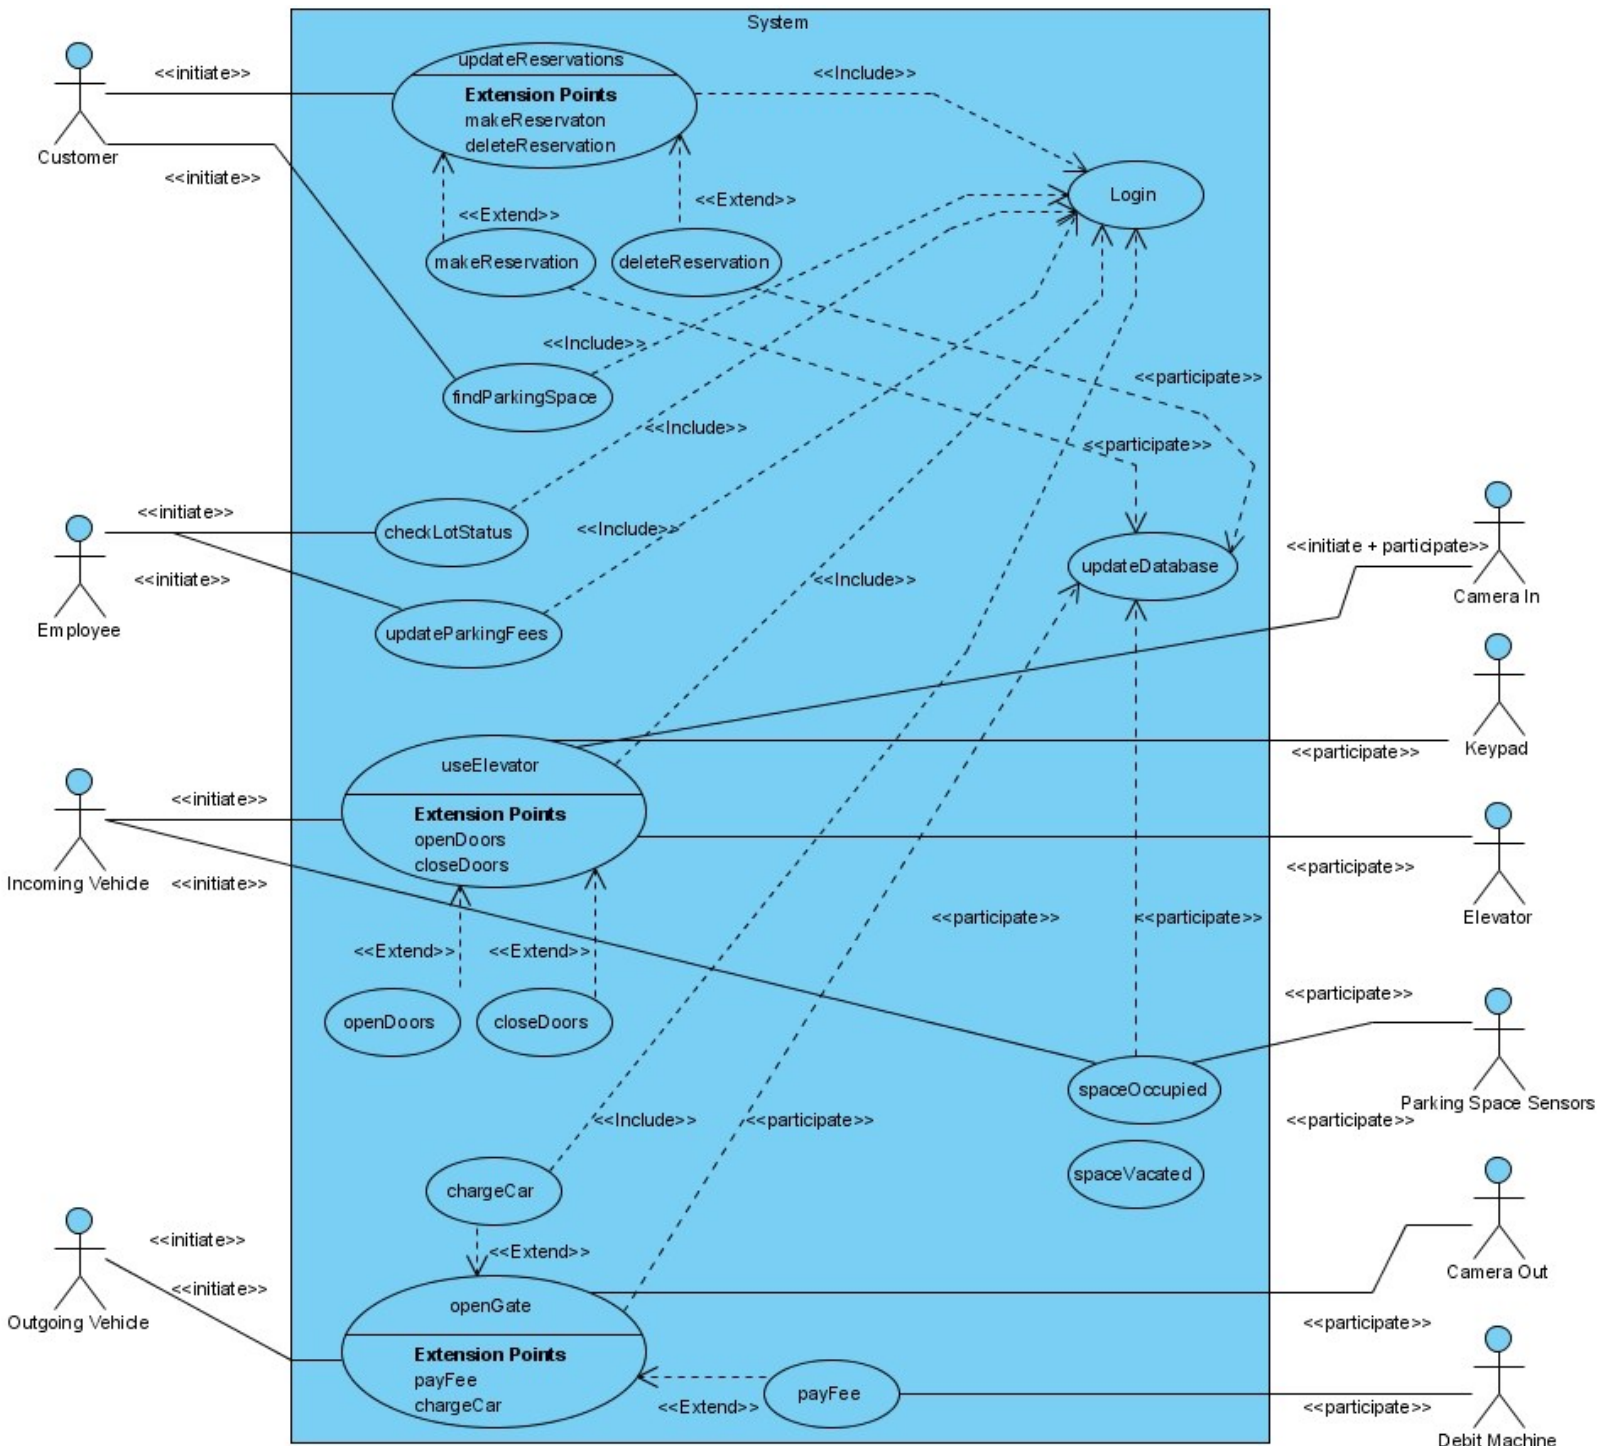 System
updateReservations
<<initiate>>
<<Include>>
Extension Points
makeReservaton
deleteReservation
Customer
<<initiate>>
Login
<<Extend>>
<<Extend>>
makeReservation
deleteReservation
<<Include>>
<<participate>>
findParkingSpace
<<Include>>
<<participate>>
<<initiate>>
checkLotStatus
<<Include>>
<<initiate + participate>>
updateDatabase
<<initiate>>
<<Include>>
Camera In
Employee
updateParkingFees
Keypad
<<participate>>
useElevator
<<initiate>>
Extension Points
openDoors
closeDoors
<<participate>>
Incoming Vehicle
<<initiate>>
<<participate>>
<<participate>>
Elevator
<<Extend>>
<<Extend>>
<<participate>>
openDoors
closeDoors
spaceOccupied
Parking Space Sensors
<<Include>>
<<participate>>
<<participate>>
spaceVacated
chargeCar
<<initiate>>
<<Extend>>
Camera Out
<<initiate>>
openGate
Outgoing Vehicle
<<participate>>
Extension Points
payFee
chargeCar
payFee
<<Extend>>
<<participate>>
Debit Machine